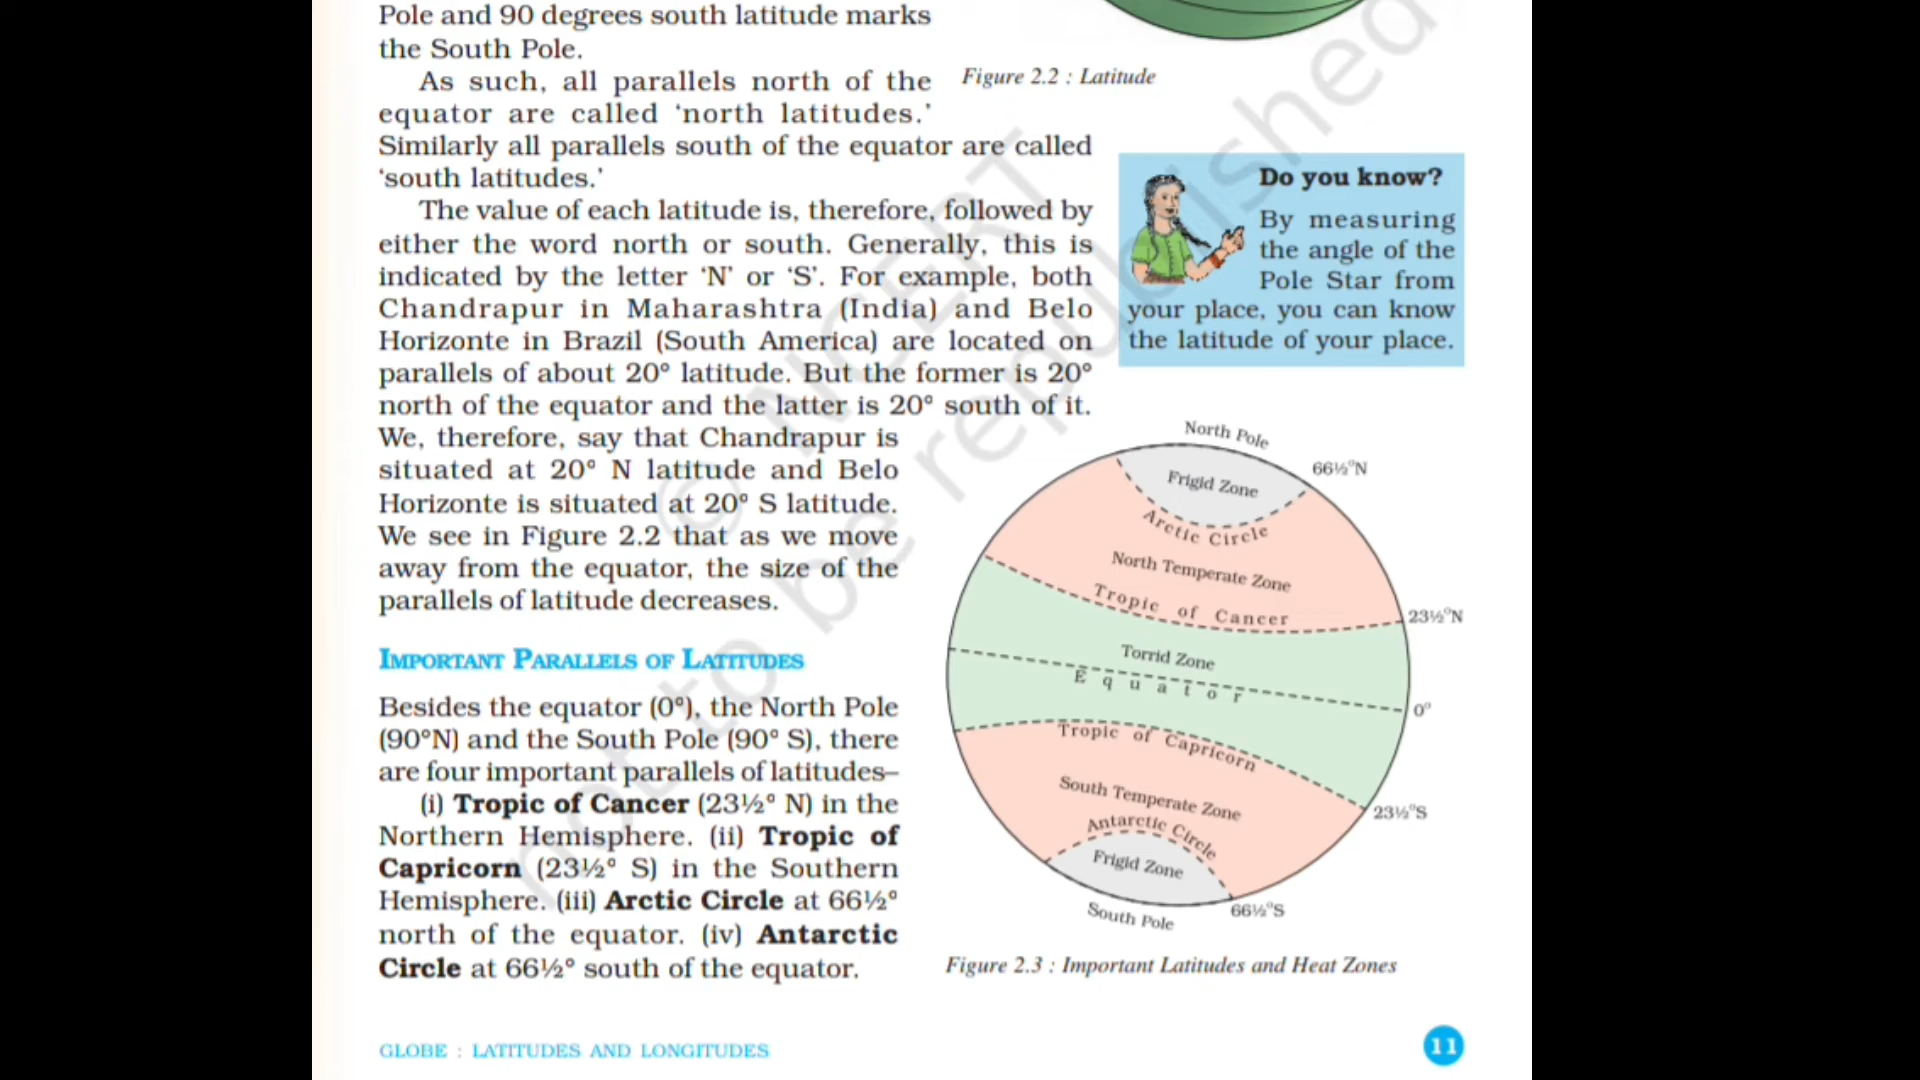 Pole and 90 degrees south latitude marks
the South Pole.
As such, all parallels north of the
equator are called ‘north latitudes.’
Similarly all parallels south of the equator are called
‘south latitudes.’
The value of each latitude is, therefore, followed by
either the word north or south. Generally, this is
indicated by the letter ‘N’ or ‘S’. For example, both
Chandrapur in Maharashtra (India) and Belo
Horizonte in Brazil (South America) are located on
parallels of about 20° latitude. But the former is 20°
north of the equator and the latter is 20° south of it.
We, therefore, say that Chandrapur is
situated at 20° N latitude and Belo
Horizonte is situated at 20° S latitude.
We see in Figure 2.2 that as we move
away from the equator, the size of the
parallels of latitude decreases.
IMPORTANT PARALLELS OF LATITUDES
Besides the equator (0°), the North Pole
(90°N) and the South Pole (90° S), there
are four important parallels of latitudes–
(i) Tropic of Cancer (23½° N) in the
Northern Hemisphere. (ii) Tropic of
Capricorn (23½° S) in the Southern
Hemisphere. (iii) Arctic Circle at 66½°
north of the equator. (iv) Antarctic
Circle at 66½° south of the equator.
Figure 2.2 : Latitude
Do you know?
By measuring
the angle of the
Pole Star from
your place, you can know
the latitude of your place.
North Pole
66½°N
Frigid Zone
Arctic Circle
North Temperate Zone
Tropic of Cancer
23½°N
Torrid Zone
Equator
0°
Tropic of Capricorn
South Temperate Zone
23½°S
Antarctic Circle
Frigid Zone
66½°S
South Pole
Figure 2.3 : Important Latitudes and Heat Zones
© NCERT
not to be republished
GLOBE : LATITUDES AND LONGITUDES
11